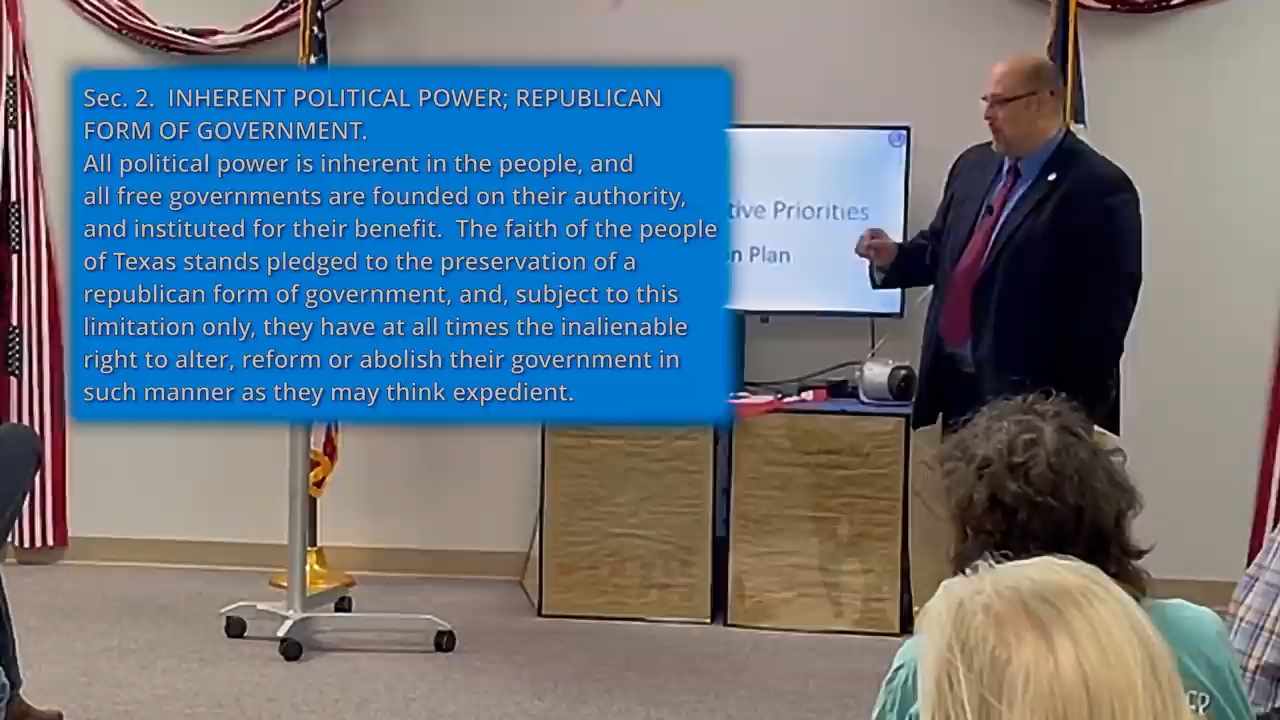 Sec. 2.  INHERENT POLITICAL POWER; REPUBLICAN
FORM OF GOVERNMENT.
All political power is inherent in the people, and
all free governments are founded on their authority,
and instituted for their benefit.  The faith of the people
of Texas stands pledged to the preservation of a
republican form of government, and, subject to this
limitation only, they have at all times the inalienable
right to alter, reform or abolish their government in
such manner as they may think expedient.
tive Priorities
n Plan